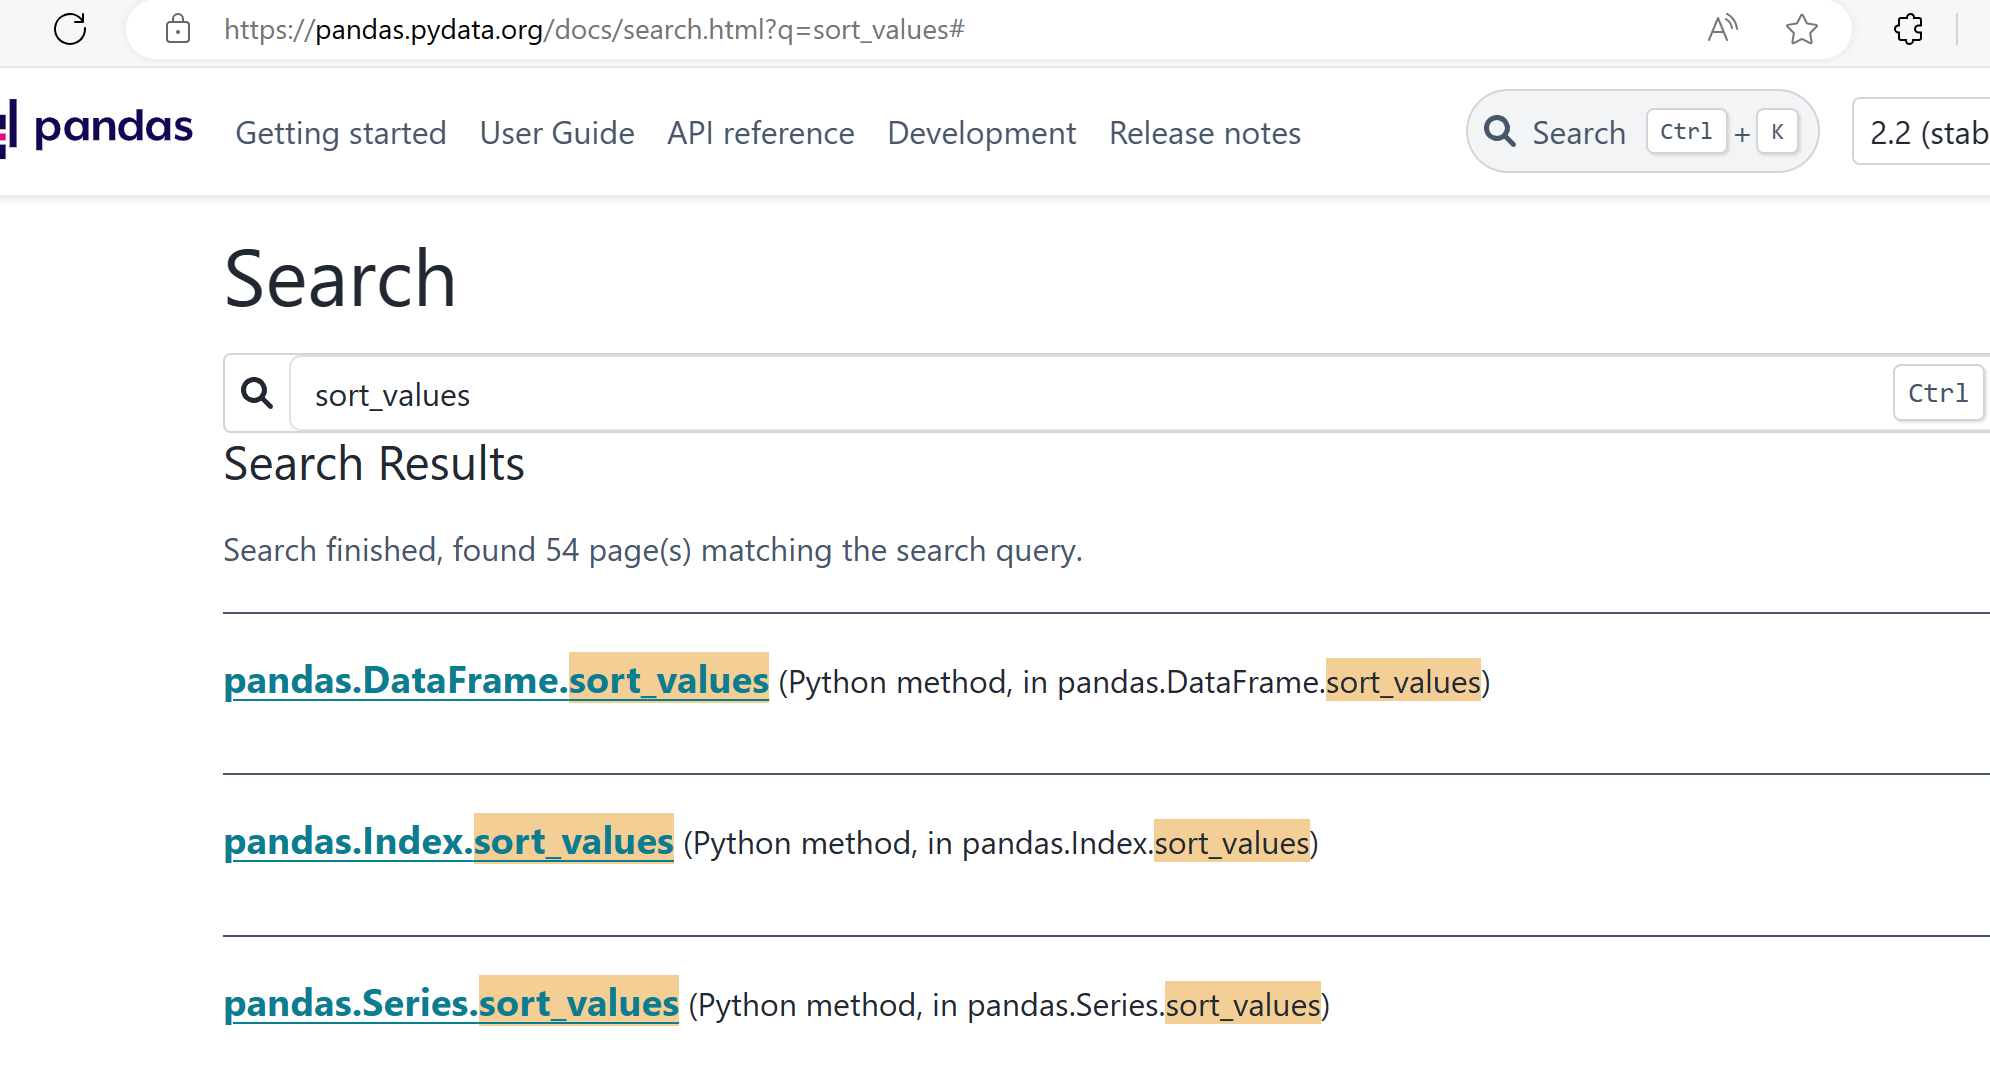 https://pandas.pydata.org/docs/search.html?q=sort_values#
pandas Getting started User Guide API reference Development Release notes Search Ctrl + K 2.2 (stab
Search
sort_values Ctrl
Search Results
Search finished, found 54 page(s) matching the search query.
pandas.DataFrame.sort_values (Python method, in pandas.DataFrame.sort_values)
pandas.Index.sort_values (Python method, in pandas.Index.sort_values)
pandas.Series.sort_values (Python method, in pandas.Series.sort_values)